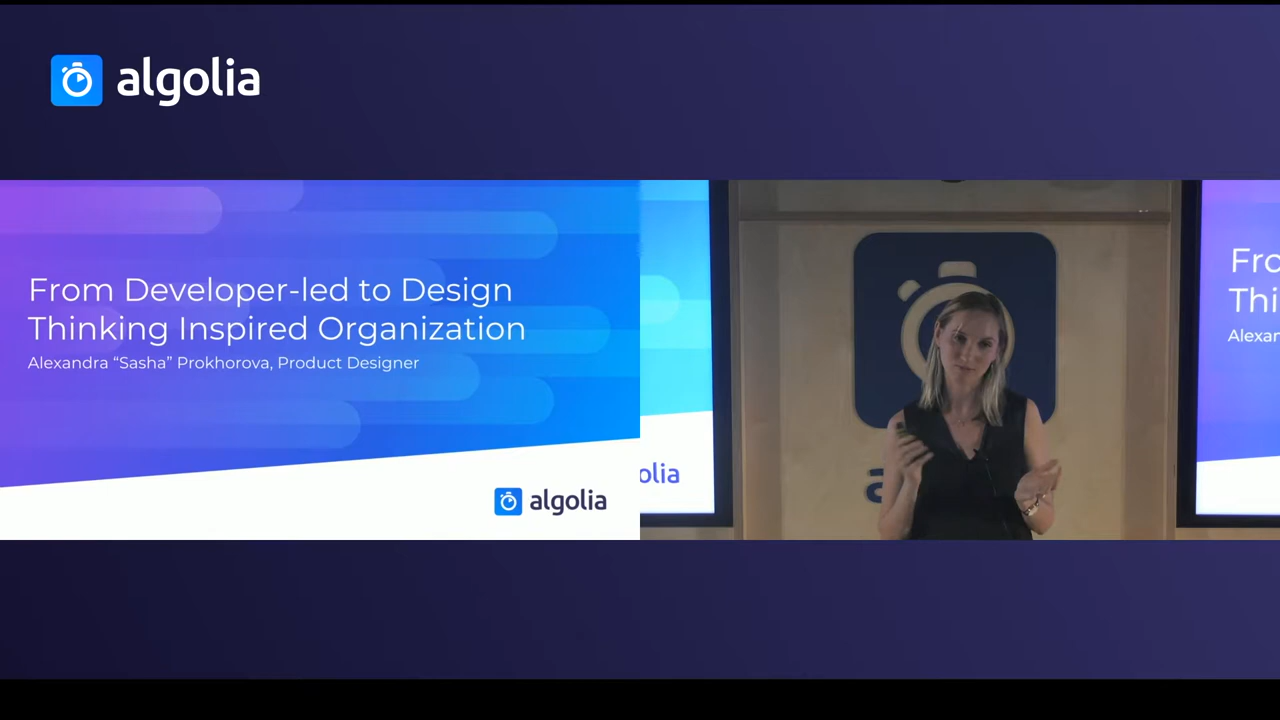 algolia
From Developer-led to Design
Thinking Inspired Organization
Alexandra “Sasha” Prokhorova, Product Designer
algolia
olia
a
Fro
Thi
Alexan